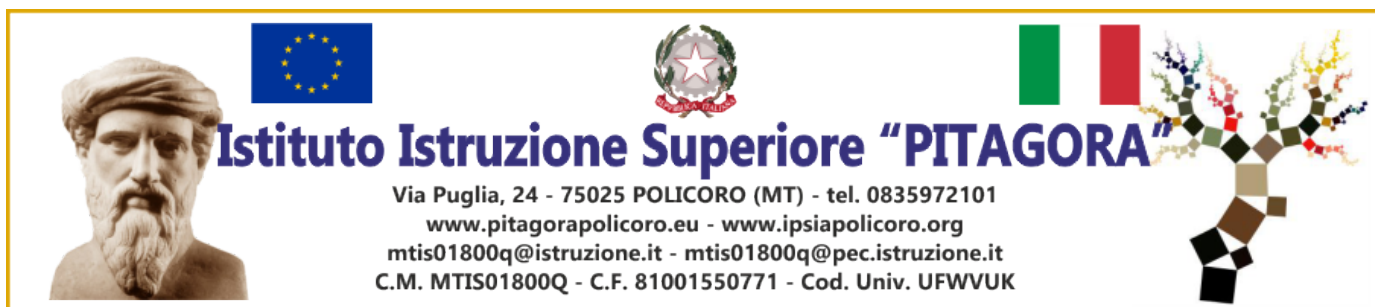 Istituto Istruzione Superiore “PITAGORA”
Via Puglia, 24 - 75025 POLICORO (MT) - tel. 0835972101
www.pitagorapolicoro.eu - www.ipsiapolicoro.org
mtis01800q@istruzione.it - mtis01800q@pec.istruzione.it
C.M. MTIS01800Q - C.F. 81001550771 - Cod. Univ. UFWVUK